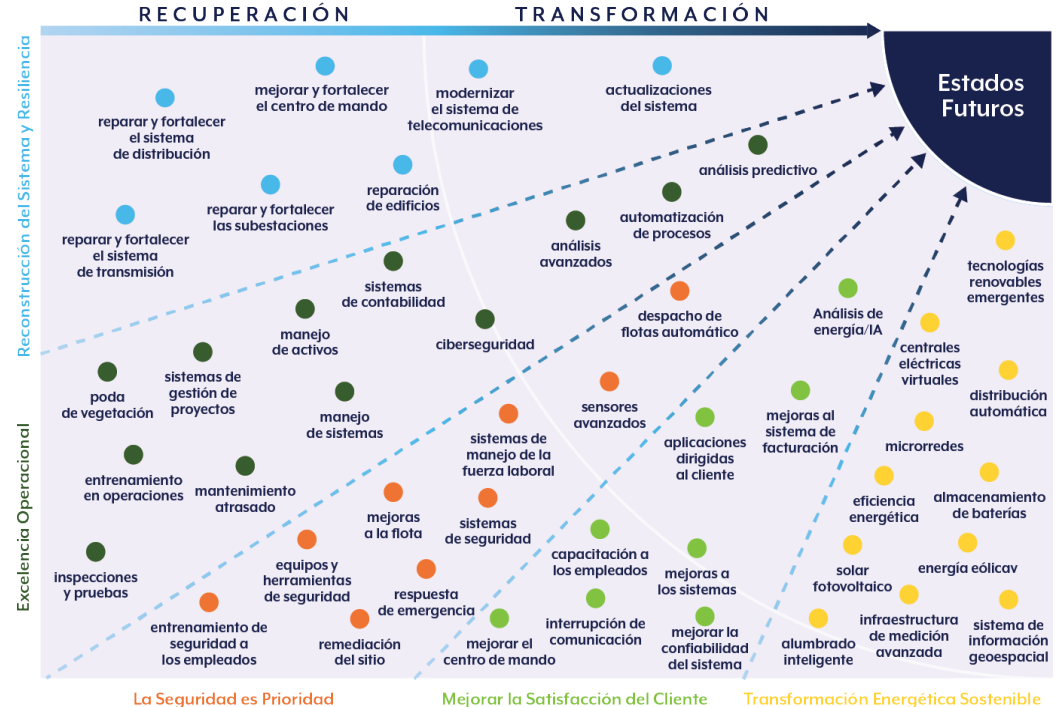 RECUPERACIÓN
TRANSFORMACIÓN
Estados
Futuros
Reconstrucción del Sistema y Resiliencia
mejorar y fortalecer
el centro de mando
modernizar
el sistema de
telecomunicaciones
actualizaciones
del sistema
reparar y fortalecer
el sistema
de distribución
reparación
de edificios
reparar y fortalecer
las subestaciones
reparar y fortalecer
el sistema
de transmisión
Excelencia Operacional
análisis predictivo
automatización
de procesos
análisis
avanzados
sistemas
de contabilidad
manejo
de activos
ciberseguridad
sistemas de
gestión de
proyectos
poda
de vegetación
manejo
de sistemas
entrenamiento
en operaciones
mantenimiento
atrasado
inspecciones
y pruebas
despacho de
flotas automático
sensores
avanzados
sistemas de
manejo de la
fuerza laboral
mejoras
a la flota
sistemas
de seguridad
equipos y
herramientas
de seguridad
respuesta
de emergencia
entrenamiento de
seguridad a
los empleados
remediación
del sitio
La Seguridad es Prioridad
Análisis de
energía/IA
mejoras al
sistema de
facturación
aplicaciones
dirigidas
al cliente
capacitación a
los empleados
mejoras a
los sistemas
interrupción de
comunicación
mejorar el
centro de mando
mejorar la
confiabilidad
del sistema
Mejorar la Satisfacción del Cliente
tecnologías
renovables
emergentes
centrales
eléctricas
virtuales
distribución
automática
microrredes
eficiencia
energética
almacenamiento
de baterías
solar
fotovoltaico
energía eólicav
alumbrado
inteligente
infraestructura
de medición
avanzada
sistema de
información
geoespacial
Transformación Energética Sostenible